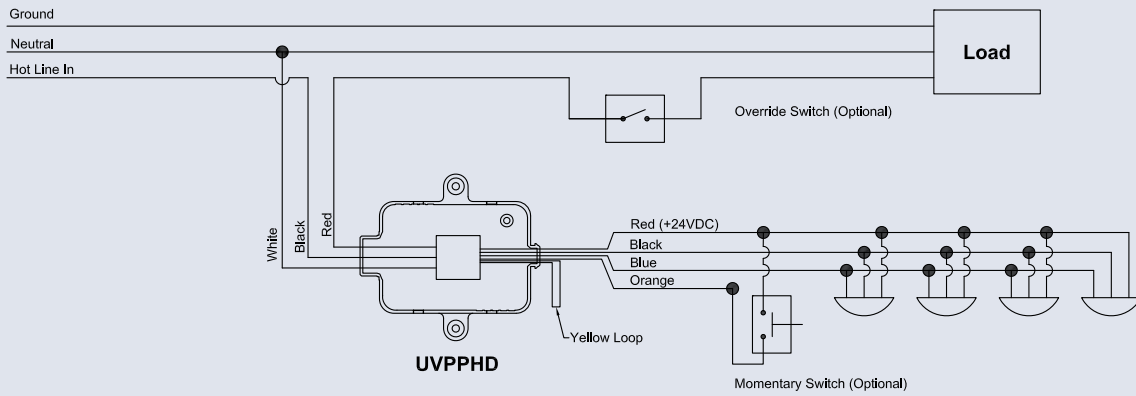 Ground
Neutral
Hot Line In
Load
Override Switch (Optional)
White
Black
Red
Red (+24VDC)
Black
Blue
Orange
Yellow Loop
UVPPHD
Momentary Switch (Optional)